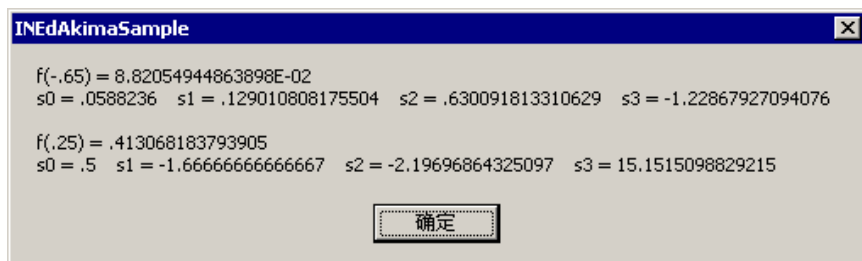 INEdAkimaSample
f(-.65) = 8.82054944863898E-02
s0 = .0588236 s1 = .129010808175504 s2 = .630091813310629 s3 = -1.22867927094076
f(.25) = .413068183793905
s0 = .5 s1 = -1.66666666666667 s2 = -2.19696864325097 s3 = 15.1515098829215
确定